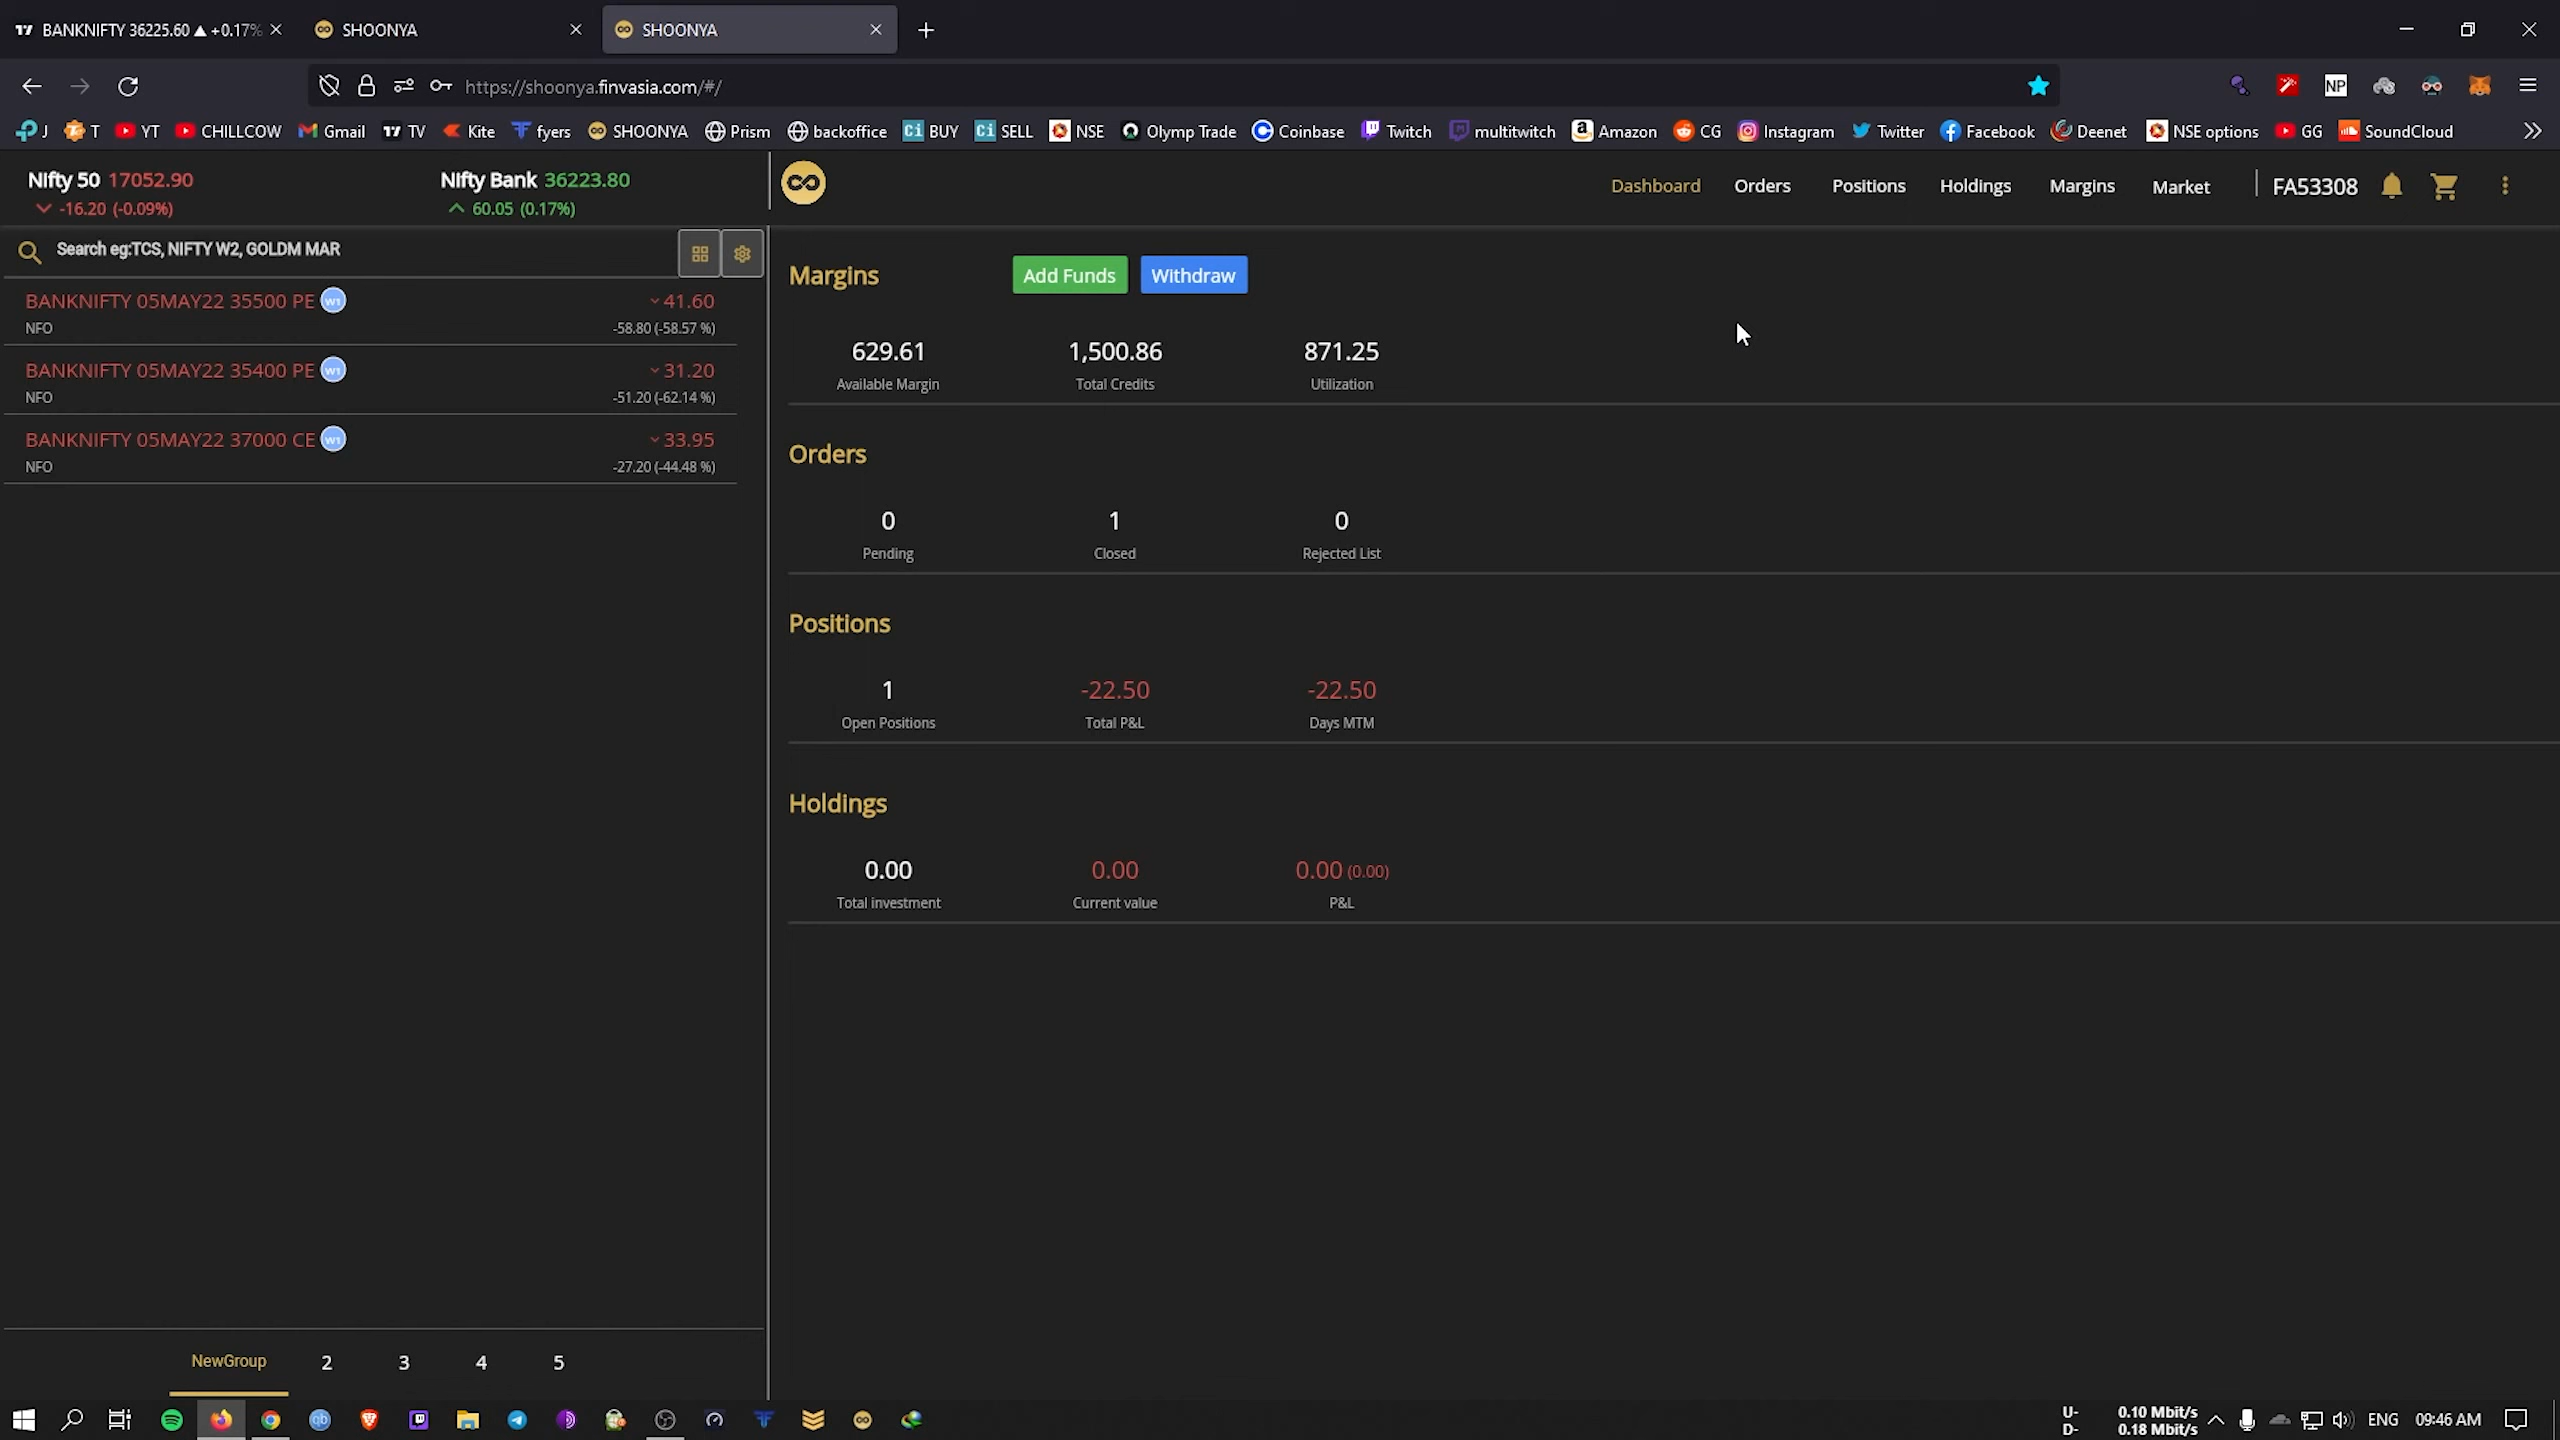 BANKNIFTY 36225.60 ▲ +0.17%
SHOONYA
SHOONYA
https://shoonya.finvasia.com/#/
J T YT CHILLCOW Gmail TV Kite fyers SHOONYA Prism backoffice Ci BUY Ci SELL NSE Olymp Trade Coinbase Twitch multitwitch Amazon CG Instagram Twitter Facebook Deenet NSE options GG SoundCloud
NP
Nifty 50 17052.90
-16.20 (-0.09%)
Nifty Bank 36223.80
60.05 (0.17%)
Dashboard Orders Positions Holdings Margins Market FA53308
Search eg:TCS, NIFTY W2, GOLDM MAR
BANKNIFTY 05MAY22 35500 PE W1 41.60
NFO -58.80 (-58.57 %)
BANKNIFTY 05MAY22 35400 PE W1 31.20
NFO -51.20 (-62.14 %)
BANKNIFTY 05MAY22 37000 CE W1 33.95
NFO -27.20 (-44.48 %)
NewGroup 2 3 4 5
Margins Add Funds Withdraw
629.61 1,500.86 871.25
Available Margin Total Credits Utilization
Orders
0 1 0
Pending Closed Rejected List
Positions
1 -22.50 -22.50
Open Positions Total P&L Days MTM
Holdings
0.00 0.00 0.00 (0.00)
Total investment Current value P&L
qb
U- 0.10 Mbit/s
D- 0.18 Mbit/s
ENG 09:46 AM